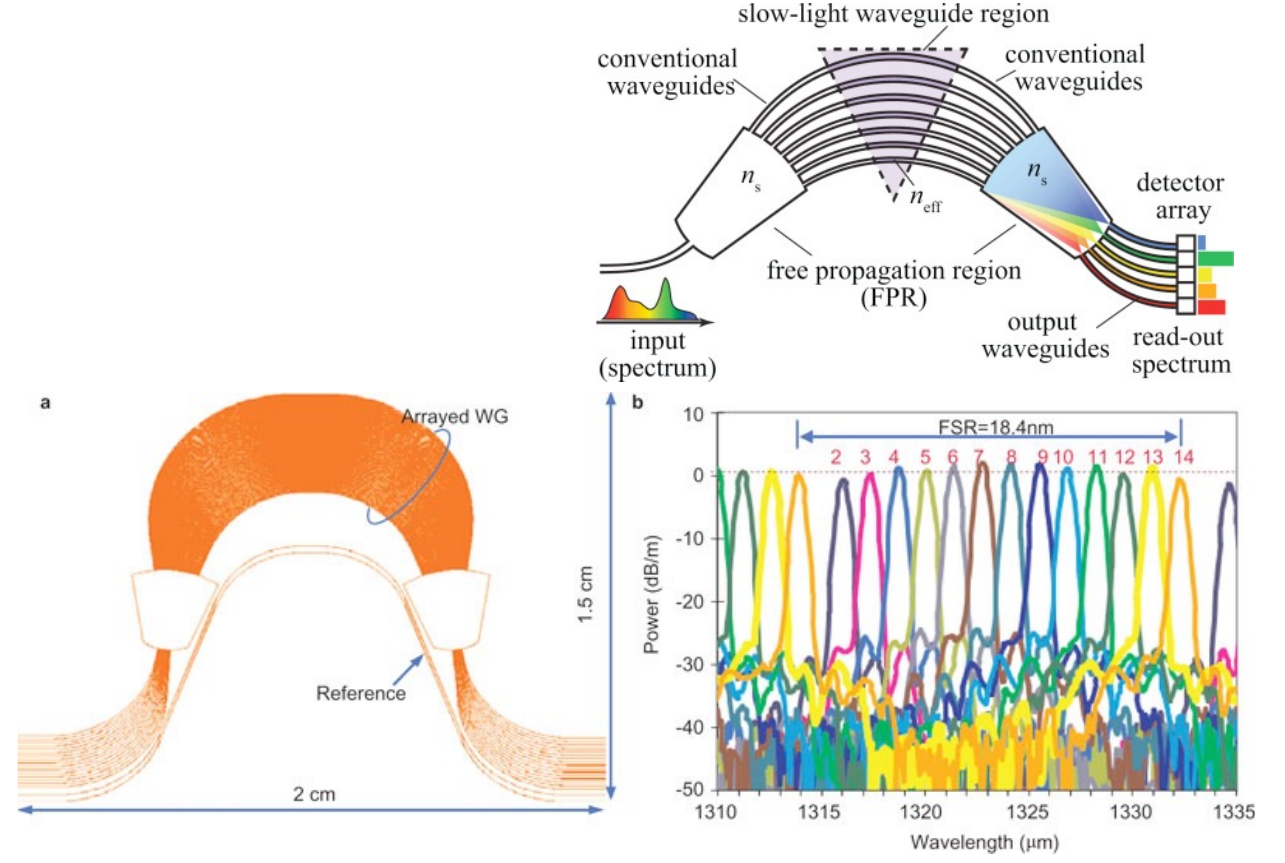 slow-light waveguide region
conventional
waveguides
conventional
waveguides
n_s
n_s
n_eff
detector
array
free propagation region
(FPR)
input
(spectrum)
output
waveguides
read-out
spectrum
a
Arrayed WG
Reference
1.5 cm
2 cm
b
FSR=18.4nm
2 3 4 5 6 7 8 9 10 11 12 13 14
10
0
-10
-20
-30
-40
-50
Power (dB/m)
1310 1315 1320 1325 1330 1335
Wavelength (μm)